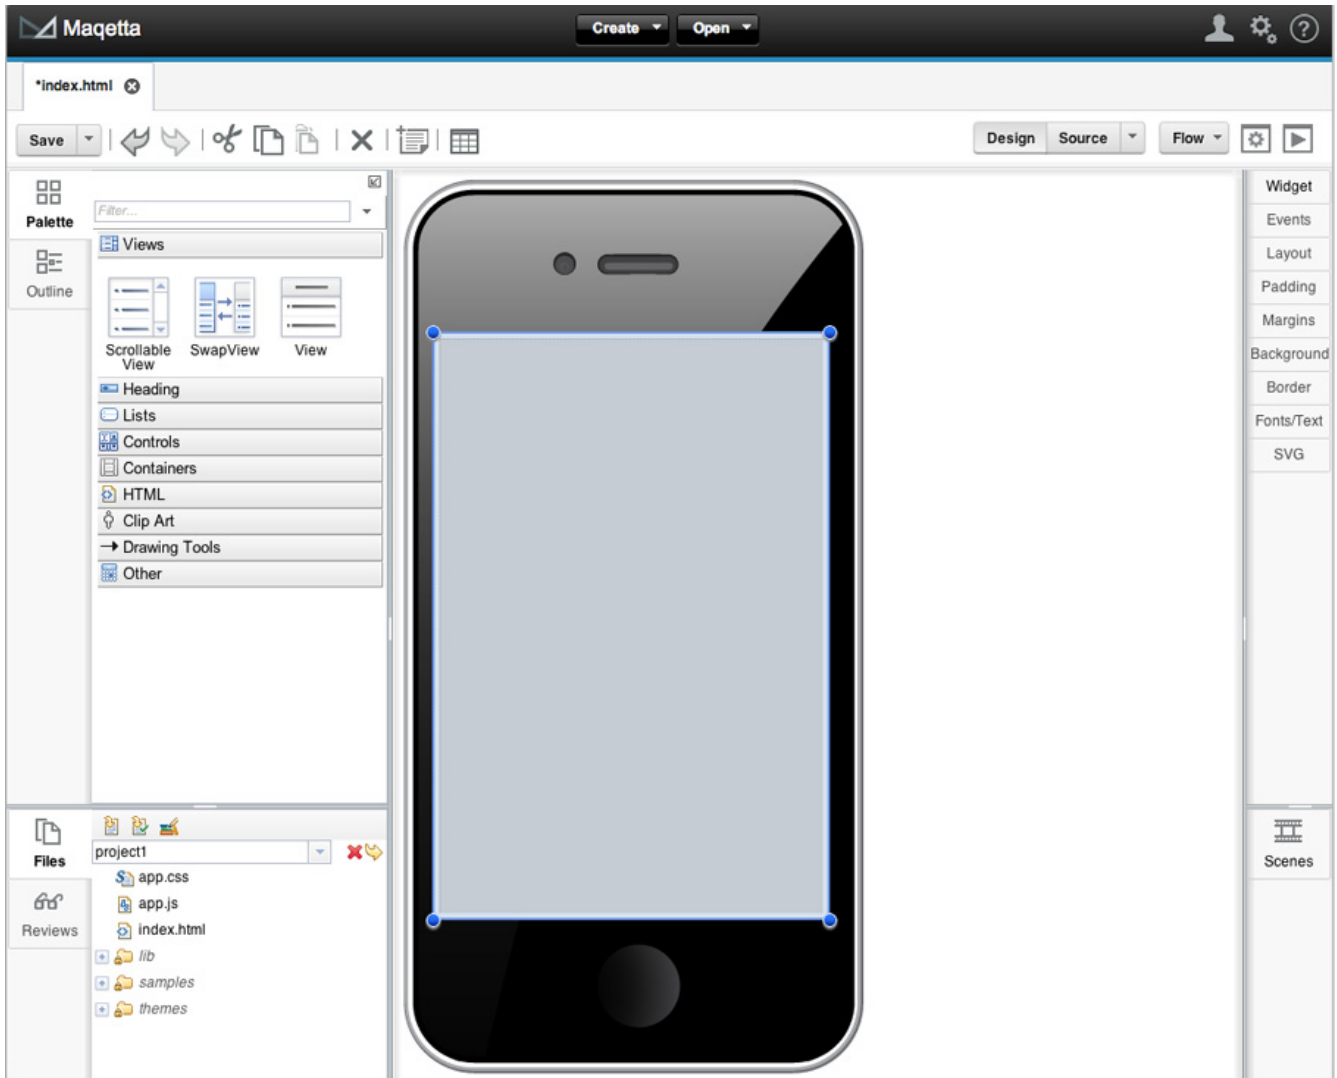 Maqetta
Create
Open
*index.html
Save
Design
Source
Flow
Palette
Outline
Filter...
Views
Scrollable
View
SwapView
View
Heading
Lists
Controls
Containers
HTML
Clip Art
Drawing Tools
Other
Widget
Events
Layout
Padding
Margins
Background
Border
Fonts/Text
SVG
Files
Reviews
project1
app.css
app.js
index.html
lib
samples
themes
Scenes